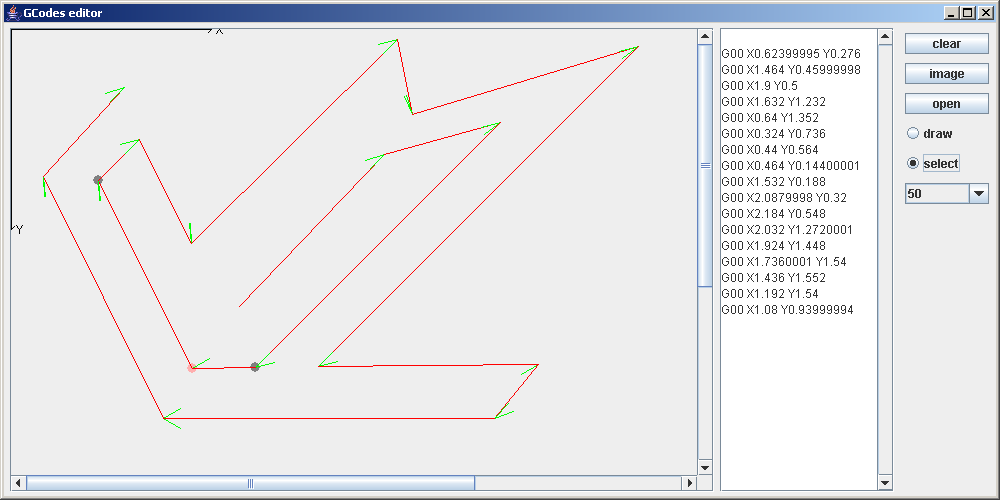 GCodes editor
X
Y
G00 X0.62399995 Y0.276
G00 X1.464 Y0.45999998
G00 X1.9 Y0.5
G00 X1.632 Y1.232
G00 X0.64 Y1.352
G00 X0.324 Y0.736
G00 X0.44 Y0.564
G00 X0.464 Y0.14400001
G00 X1.532 Y0.188
G00 X2.0879998 Y0.32
G00 X2.184 Y0.548
G00 X2.032 Y1.2720001
G00 X1.924 Y1.448
G00 X1.7360001 Y1.54
G00 X1.436 Y1.552
G00 X1.192 Y1.54
G00 X1.08 Y0.93999994
clear
image
open
draw
select
50